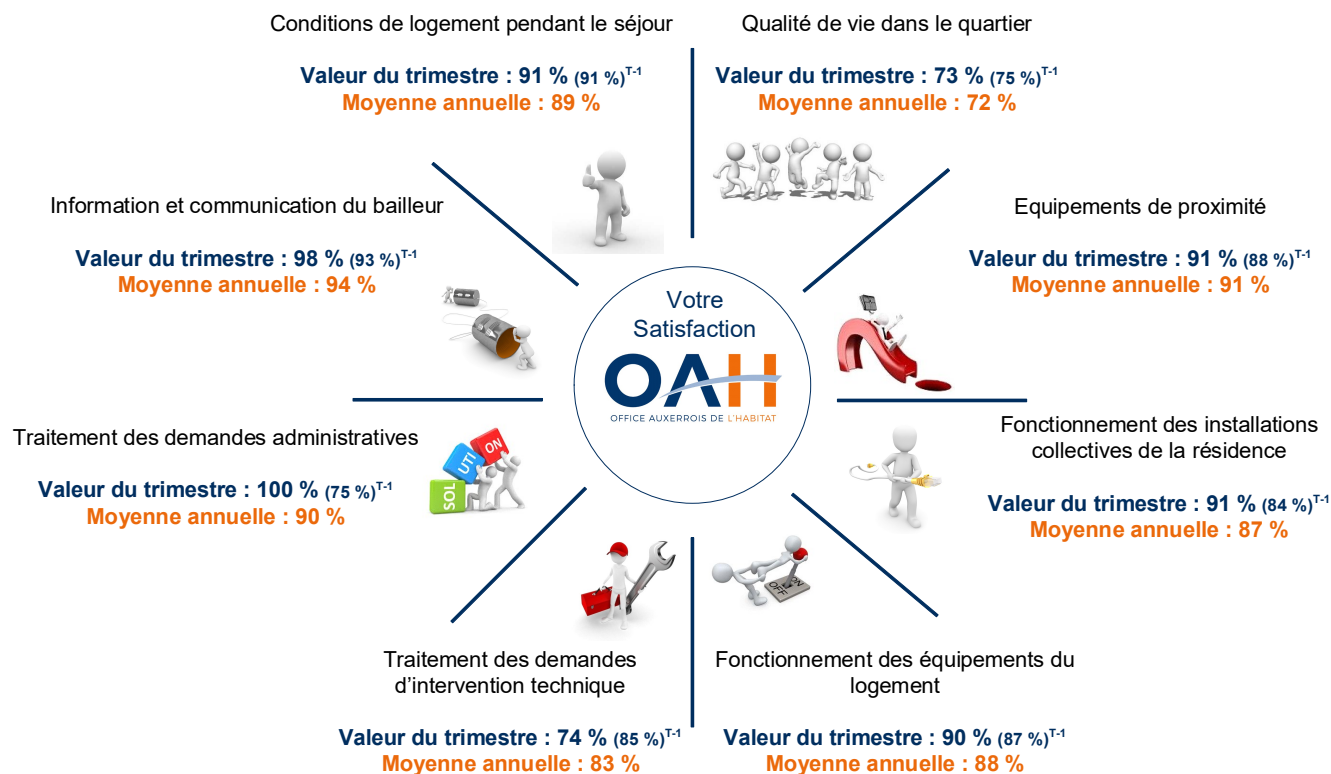 Conditions de logement pendant le séjour
Valeur du trimestre : 91 % (91 %)T-1
Moyenne annuelle : 89 %
Qualité de vie dans le quartier
Valeur du trimestre : 73 % (75 %)T-1
Moyenne annuelle : 72 %
Information et communication du bailleur
Valeur du trimestre : 98 % (93 %)T-1
Moyenne annuelle : 94 %
Equipements de proximité
Valeur du trimestre : 91 % (88 %)T-1
Moyenne annuelle : 91 %
Votre
Satisfaction
OAH
OFFICE AUXERROIS DE L'HABITAT
Traitement des demandes administratives
Valeur du trimestre : 100 % (75 %)T-1
Moyenne annuelle : 90 %
SOL
UTI
ON
Fonctionnement des installations
collectives de la résidence
Valeur du trimestre : 91 % (84 %)T-1
Moyenne annuelle : 87 %
ON
OFF
Traitement des demandes
d’intervention technique
Valeur du trimestre : 74 % (85 %)T-1
Moyenne annuelle : 83 %
Fonctionnement des équipements du
logement
Valeur du trimestre : 90 % (87 %)T-1
Moyenne annuelle : 88 %